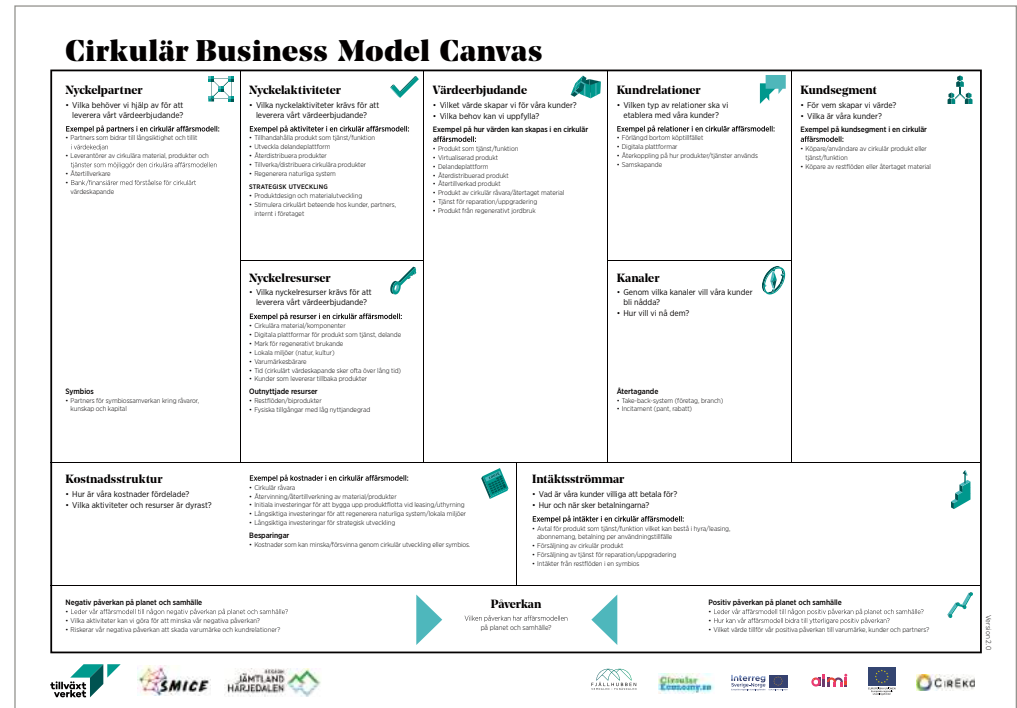 Cirkulär Business Model Canvas
Nyckelpartner
• Vilka behöver vi hjälp av för att
leverera vårt värdeerbjudande?
Exempel på partners i en cirkulär affärsmodell:
• Partners som bidrar till långsiktighet och tillit
i värdekedjan
• Leverantörer av cirkulära material, produkter och
tjänster som möjliggör den cirkulära affärsmodellen
• Återtillverkare
• Bank/finansiärer med förståelse för cirkulärt
värdeskapande
Symbios
• Partners för symbiossamverkan kring råvaror,
kunskap och kapital
Nyckelaktiviteter
• Vilka nyckelaktiviteter krävs för att
leverera vårt värdeerbjudande?
Exempel på aktiviteter i en cirkulär affärsmodell:
• Tillhandahålla produkt som tjänst/funktion
• Utveckla delandeplattform
• Återdistribuera produkter
• Tillverka/distribuera cirkulära produkter
• Regenerera naturliga system
STRATEGISK UTVECKLING
• Produktdesign och materialutveckling
• Stimulera cirkulärt beteende hos kunder, partners,
internt i företaget
Nyckelresurser
• Vilka nyckelresurser krävs för att
leverera vårt värdeerbjudande?
Exempel på resurser i en cirkulär affärsmodell:
• Cirkulära material/komponenter
• Digitala plattformar för produkt som tjänst, delande
• Mark för regenerativt brukande
• Lokala miljöer (natur, kultur)
• Varumärkesbärare
• Tid (cirkulärt värdeskapande sker ofta över lång tid)
• Kunder som levererar tillbaka produkter
Outnyttjade resurser
• Restflöden/biprodukter
• Fysiska tillgångar med låg nyttjandegrad
Värdeerbjudande
• Vilket värde skapar vi för våra kunder?
• Vilka behov kan vi uppfylla?
Exempel på hur värden kan skapas i en cirkulär
affärsmodell:
• Produkt som tjänst/funktion
• Virtualiserad produkt
• Delandeplattform
• Återdistribuerad produkt
• Återtillverkad produkt
• Produkt av cirkulär råvara/återtaget material
• Tjänst för reparation/uppgradering
• Produkt från regenerativt jordbruk
Kundrelationer
• Vilken typ av relationer ska vi
etablera med våra kunder?
Exempel på relationer i en cirkulär affärsmodell:
• Förlängd bortom köptillfället
• Digitala plattformar
• Återkoppling på hur produkter/tjänster används
• Samskapande
Kanaler
• Genom vilka kanaler vill våra kunder
bli nådda?
• Hur vill vi nå dem?
Återtagande
• Take-back-system (företag, branch)
• Incitament (pant, rabatt)
Kundsegment
• För vem skapar vi värde?
• Vilka är våra kunder?
Exempel på kundsegment i en cirkulär
affärsmodell:
• Köpare/användare av cirkulär produkt eller
tjänst/funktion
• Köpare av restflöden eller återtaget material
Kostnadsstruktur
• Hur är våra kostnader fördelade?
• Vilka aktiviteter och resurser är dyrast?
Exempel på kostnader i en cirkulär affärsmodell:
• Cirkulär råvara
• Återvinning/återtillverkning av material/produkter
• Initiala investeringar för att bygga upp produktflotta vid leasing/uthyrning
• Långsiktiga investeringar för att regenerera naturliga system/lokala miljöer
• Långsiktiga investeringar för strategisk utveckling
Besparingar
• Kostnader som kan minska/försvinna genom cirkulär utveckling eller symbios.
Intäktsströmmar
• Vad är våra kunder villiga att betala för?
• Hur och när sker betalningarna?
Exempel på intäkter i en cirkulär affärsmodell:
• Avtal för produkt som tjänst/funktion vilket kan bestå i hyra/leasing,
abonnemang, betalning per användningstillfälle
• Försäljning av cirkulär produkt
• Försäljning av tjänst för reparation/uppgradering
• Intäkter från restflöden i en symbios
Negativ påverkan på planet och samhälle
• Leder vår affärsmodell till någon negativ påverkan på planet och samhälle?
• Vilka aktiviteter kan vi göra för att minska vår negativa påverkan?
• Riskerar vår negativa påverkan att skada varumärke och kundrelationer?
Påverkan
Vilken påverkan har affärsmodellen
på planet och samhälle?
Positiv påverkan på planet och samhälle
• Leder vår affärsmodell till någon positiv påverkan på planet och samhälle?
• Hur kan vår affärsmodell bidra till ytterligare positiv påverkan?
• Vilket värde tillför vår positiva påverkan till varumärke, kunder och partners?
Version 2.0
tillväxt
verket
SMICE
REGION
JÄMTLAND
HÄRJEDALEN
FJÄLLHUBBEN
Circular
Economy.se
Interreg
Sverige-Norge
almi
CIREKO